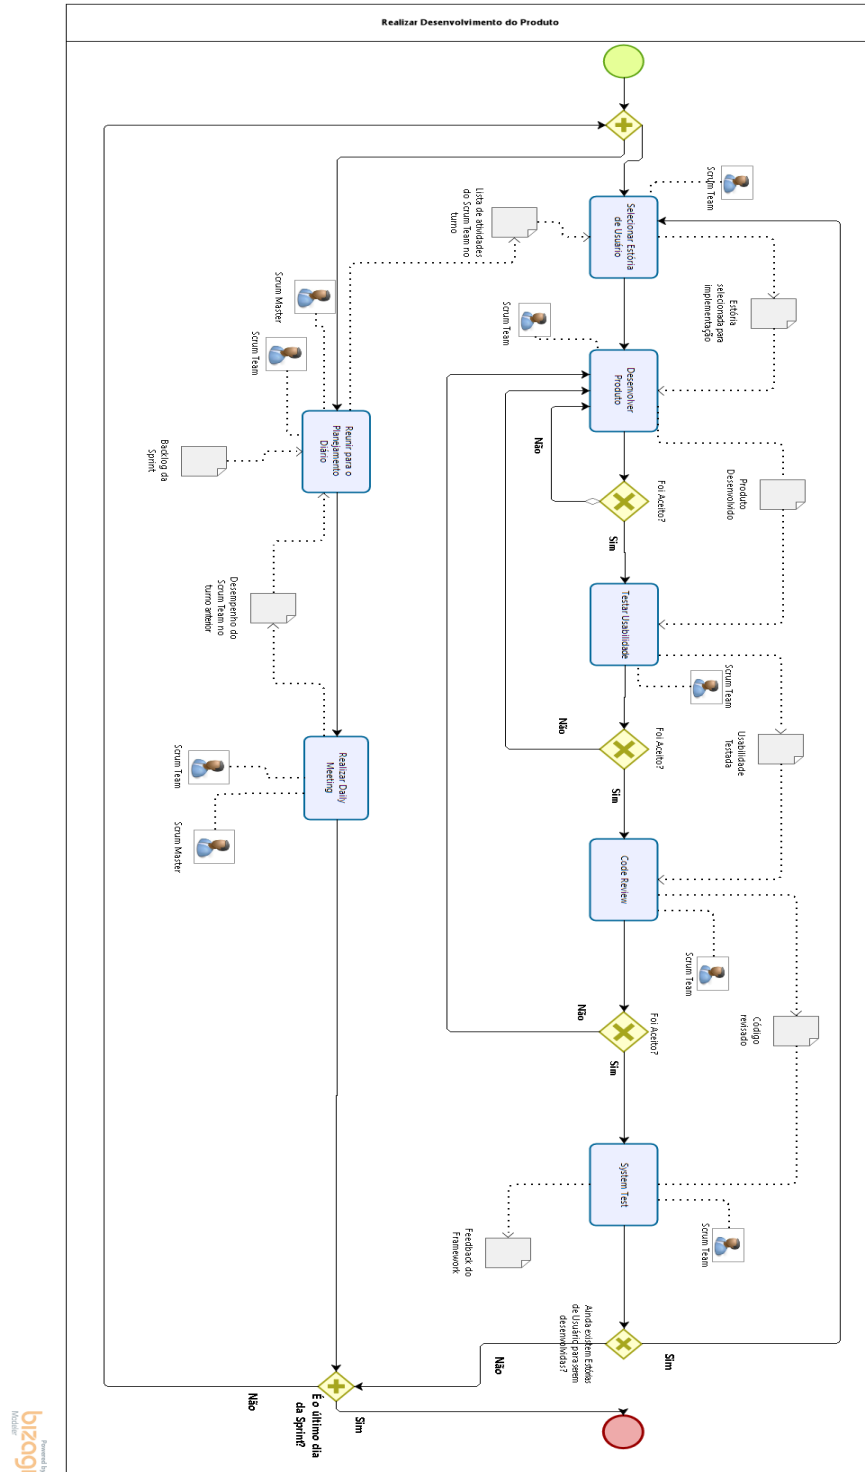 Realizar Desenvolvimento do Produto
Scrum Team
Selecionar Estória
de Usuário
Lista de atividades
do Scrum Team no
turno
Estória
selecionada para
implementação
Scrum Master
Scrum Team
Scrum Team
Desenvolver
Produto
Reunir para o
Planejamento
Diário
Backlog da
Sprint
Não
Foi Aceito?
Sim
Produto
Desenvolvido
Desempenho do
Scrum Team no
turno anterior
Testar Usabilidade
Scrum Team
Não
Foi Aceito?
Sim
Usabilidade
Testada
Realizar Daily
Meeting
Scrum Team
Scrum Master
Code Review
Scrum Team
Não
Foi Aceito?
Sim
Código
revisado
System Test
Scrum Team
Feedback do
Framework
Ainda existem Estórias
de Usuário para serem
desenvolvidas?
Sim
Não
É o último dia
da Sprint?
Sim
Não
Powered by
bizagi
Modeler